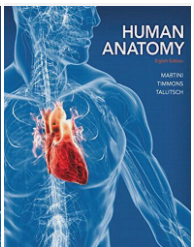 HUMAN
ANATOMY
Eighth Edition
MARTINI
TIMMONS
TALLITSCH